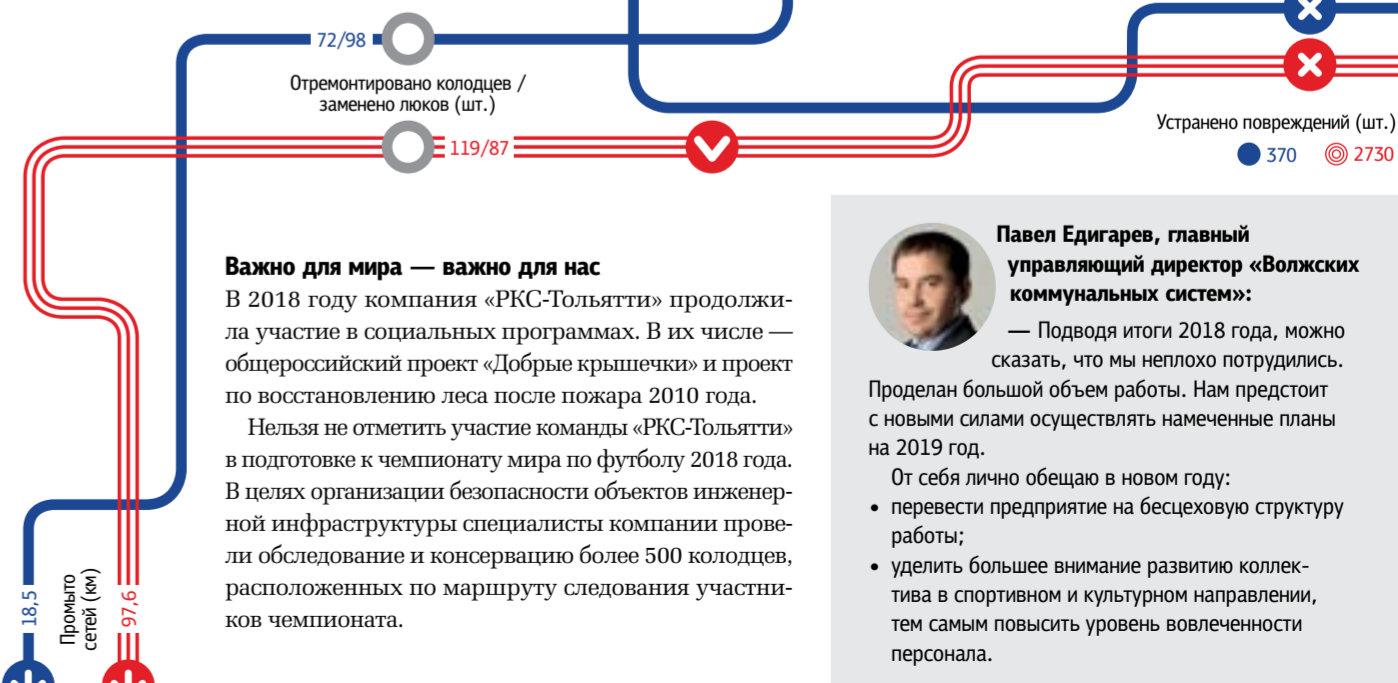 72/98
Отремонтировано колодцев /
заменено люков (шт.)
119/87
Устранено повреждений (шт.)
370 2730
18,5
Промыто
сетей (км)
97,6
Важно для мира — важно для нас
В 2018 году компания «РКС-Тольятти» продолжи-
ла участие в социальных программах. В их числе —
общероссийский проект «Добрые крышечки» и проект
по восстановлению леса после пожара 2010 года.
Нельзя не отметить участие команды «РКС-Тольятти»
в подготовке к чемпионату мира по футболу 2018 года.
В целях организации безопасности объектов инженер-
ной инфраструктуры специалисты компании прове-
ли обследование и консервацию более 500 колодцев,
расположенных по маршруту следования участни-
ков чемпионата.
Павел Едигарев, главный
управляющий директор «Волжских
коммунальных систем»:
— Подводя итоги 2018 года, можно
сказать, что мы неплохо потрудились.
Проделан большой объем работы. Нам предстоит
с новыми силами осуществлять намеченные планы
на 2019 год.
От себя лично обещаю в новом году:
• перевести предприятие на бесцеховую структуру
работы;
• уделить большее внимание развитию коллек-
тива в спортивном и культурном направлении,
тем самым повысить уровень вовлеченности
персонала.